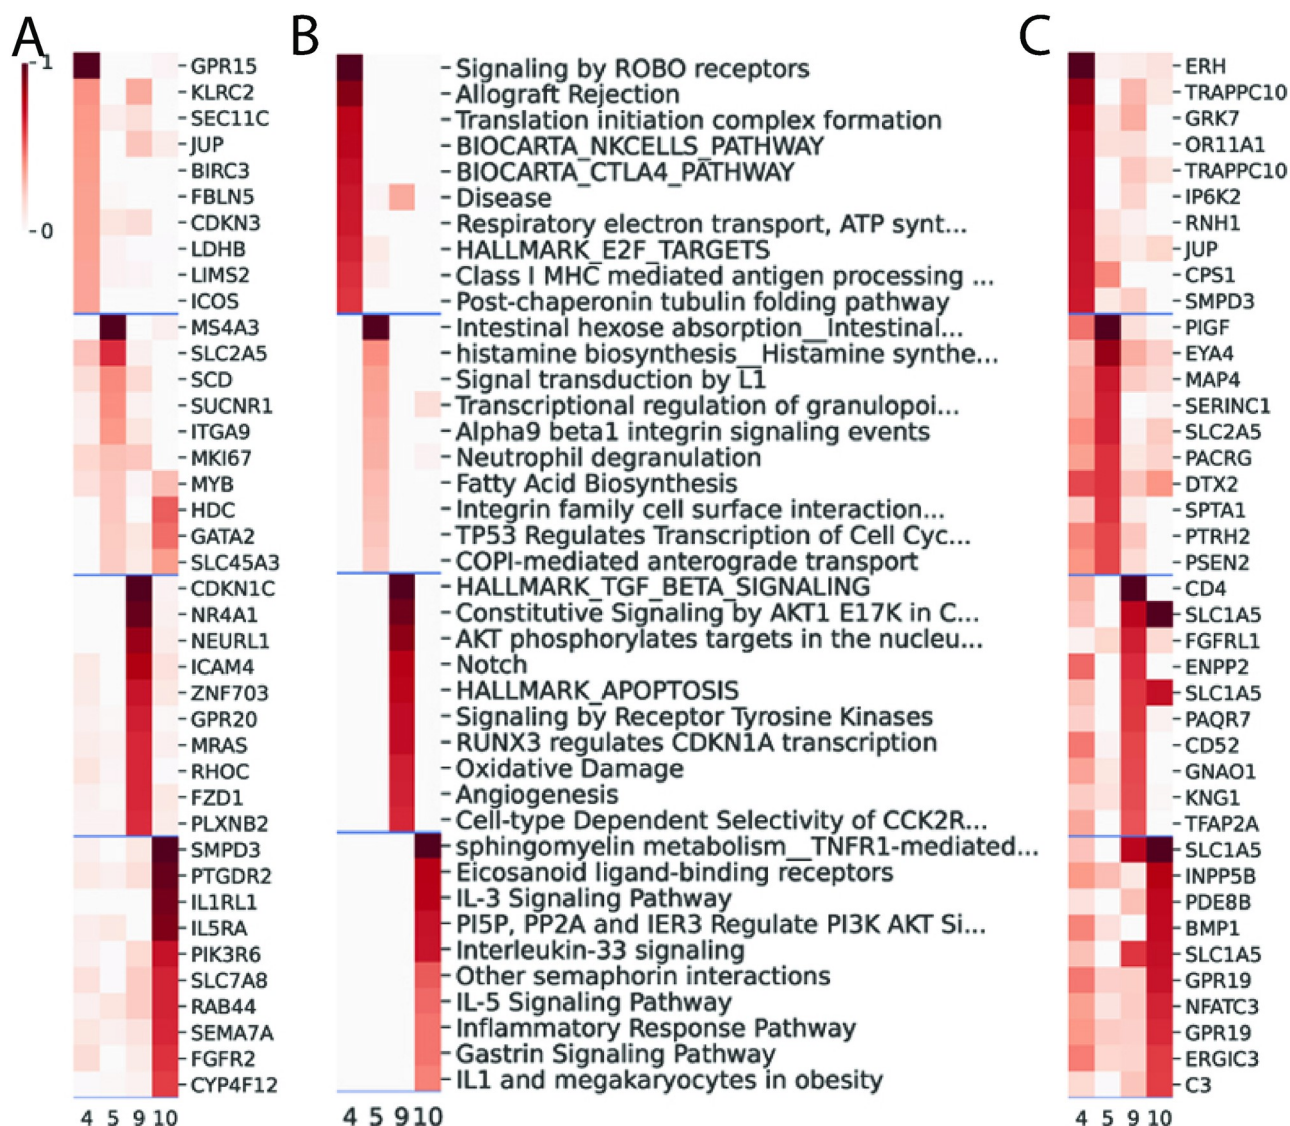 A
B
C
1
0
GPR15
KLRC2
SEC11C
JUP
BIRC3
FBLN5
CDKN3
LDHB
LIMS2
ICOS
MS4A3
SLC2A5
SCD
SUCNR1
ITGA9
MKI67
MYB
HDC
GATA2
SLC45A3
CDKN1C
NR4A1
NEURL1
ICAM4
ZNF703
GPR20
MRAS
RHOC
FZD1
PLXNB2
SMPD3
PTGDR2
IL1RL1
IL5RA
PIK3R6
SLC7A8
RAB44
SEMA7A
FGFR2
CYP4F12
4 5 9 10
Signaling by ROBO receptors
Allograft Rejection
Translation initiation complex formation
BIOCARTA_NKCELLS_PATHWAY
BIOCARTA_CTLA4_PATHWAY
Disease
Respiratory electron transport, ATP synt...
HALLMARK_E2F_TARGETS
Class I MHC mediated antigen processing ...
Post-chaperonin tubulin folding pathway
Intestinal hexose absorption__Intestinal...
histamine biosynthesis__Histamine synthe...
Signal transduction by L1
Transcriptional regulation of granulopoi...
Alpha9 beta1 integrin signaling events
Neutrophil degranulation
Fatty Acid Biosynthesis
Integrin family cell surface interaction...
TP53 Regulates Transcription of Cell Cyc...
COPI-mediated anterograde transport
HALLMARK_TGF_BETA_SIGNALING
Constitutive Signaling by AKT1 E17K in C...
AKT phosphorylates targets in the nucleu...
Notch
HALLMARK_APOPTOSIS
Signaling by Receptor Tyrosine Kinases
RUNX3 regulates CDKN1A transcription
Oxidative Damage
Angiogenesis
Cell-type Dependent Selectivity of CCK2R...
sphingomyelin metabolism__TNFR1-mediated...
Eicosanoid ligand-binding receptors
IL-3 Signaling Pathway
PI5P, PP2A and IER3 Regulate PI3K AKT Si...
Interleukin-33 signaling
Other semaphorin interactions
IL-5 Signaling Pathway
Inflammatory Response Pathway
Gastrin Signaling Pathway
IL1 and megakaryocytes in obesity
4 5 9 10
ERH
TRAPPC10
GRK7
OR11A1
TRAPPC10
IP6K2
RNH1
JUP
CPS1
SMPD3
PIGF
EYA4
MAP4
SERINC1
SLC2A5
PACRG
DTX2
SPTA1
PTRH2
PSEN2
CD4
SLC1A5
FGFRL1
ENPP2
SLC1A5
PAQR7
CD52
GNAO1
KNG1
TFAP2A
SLC1A5
INPP5B
PDE8B
BMP1
SLC1A5
GPR19
NFATC3
GPR19
ERGIC3
C3
4 5 9 10